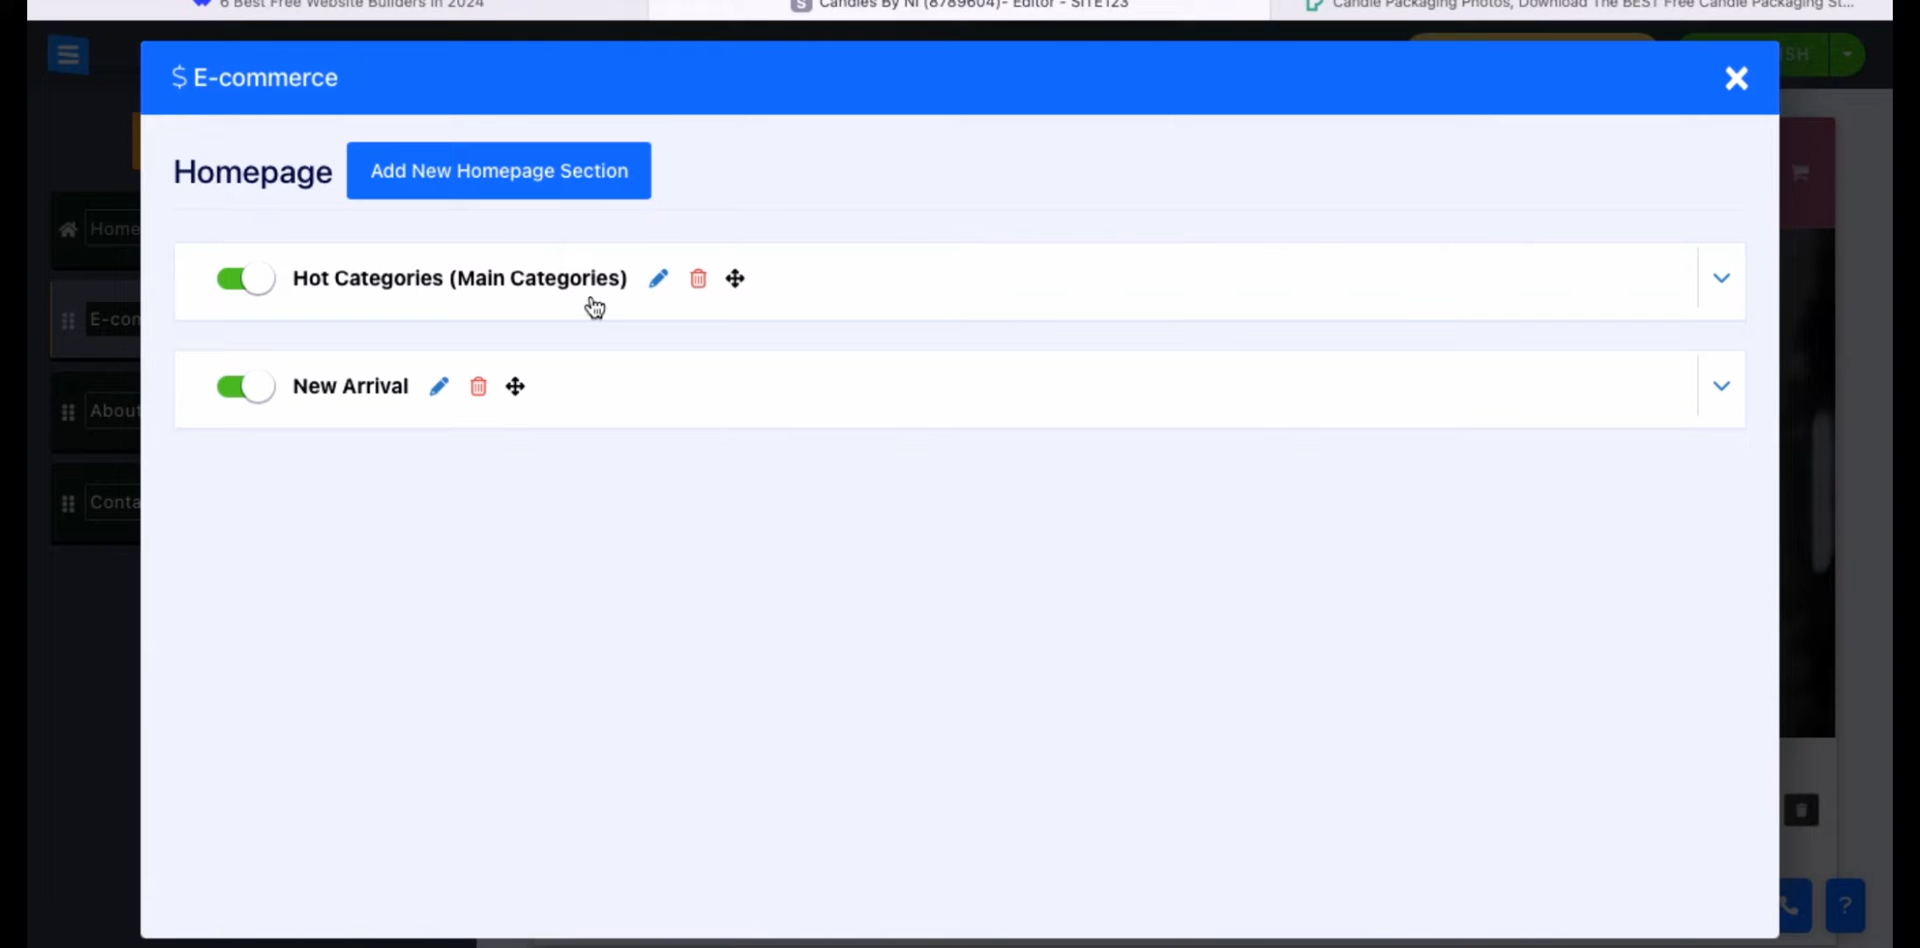 6 Best Free Website Builders in 2024
Candles By Ni (8789604)- Editor - SITE123
Candle Packaging Photos, Download The BEST Free Candle Packaging St...
$ E-commerce
SH
Homepage
Add New Homepage Section
Home
Hot Categories (Main Categories)
E-com
New Arrival
About
Conta
?